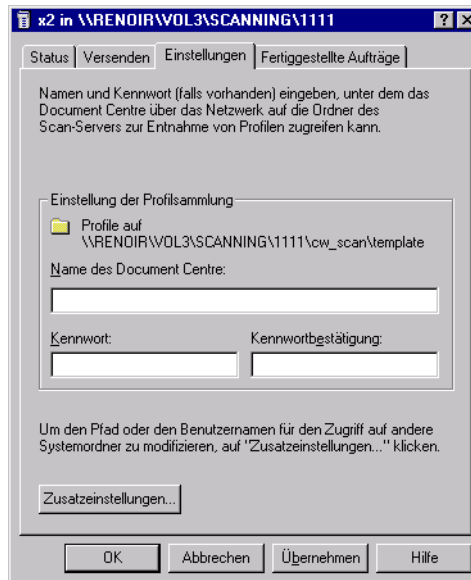 x2 in \\RENOIR\VOL3\SCANNING\1111
Status Versenden Einstellungen Fertiggestellte Aufträge
Namen und Kennwort (falls vorhanden) eingeben, unter dem das
Document Centre über das Netzwerk auf die Ordner des
Scan-Servers zur Entnahme von Profilen zugreifen kann.
Einstellung der Profilsammlung
Profile auf
\\RENOIR\VOL3\SCANNING\1111\cw_scan\template
Name des Document Centre:
Kennwort: Kennwortbestätigung:
Um den Pfad oder den Benutzernamen für den Zugriff auf andere
Systemordner zu modifizieren, auf "Zusatzeinstellungen..." klicken.
Zusatzeinstellungen...
OK Abbrechen Übernehmen Hilfe